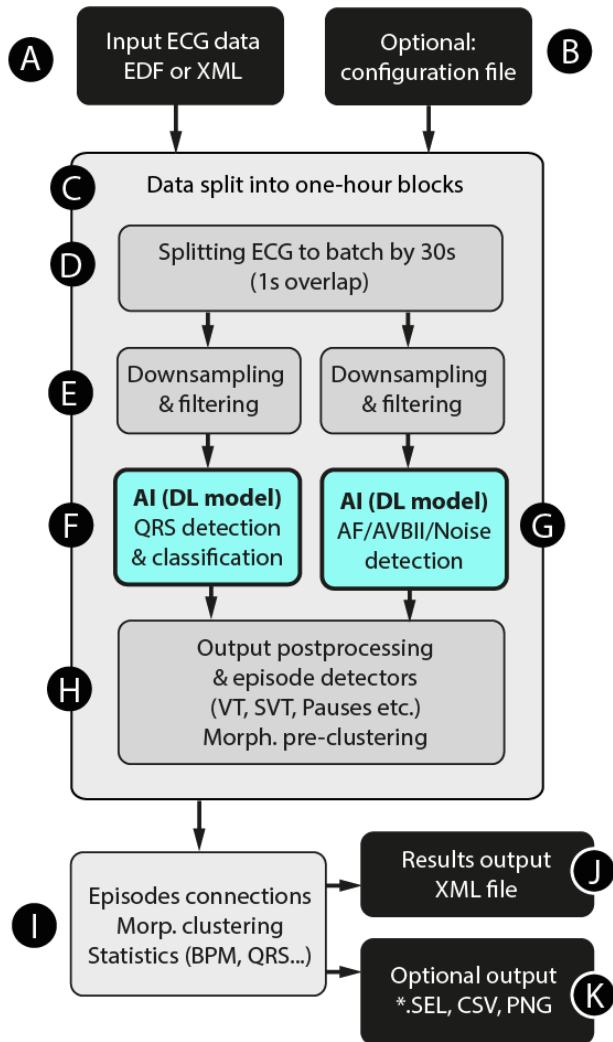 A
Input ECG data
EDF or XML
Optional:
configuration file
B
C
Data split into one-hour blocks
D
Splitting ECG to batch by 30s
(1s overlap)
E
Downsampling
& filtering
Downsampling
& filtering
F
AI (DL model)
QRS detection
& classification
AI (DL model)
AF/AVBII/Noise
detection
G
H
Output postprocessing
& episode detectors
(VT, SVT, Pauses etc.)
Morph. pre-clustering
I
Episodes connections
Morp. clustering
Statistics (BPM, QRS...)
Results output
XML file
J
Optional output
*.SEL, CSV, PNG
K